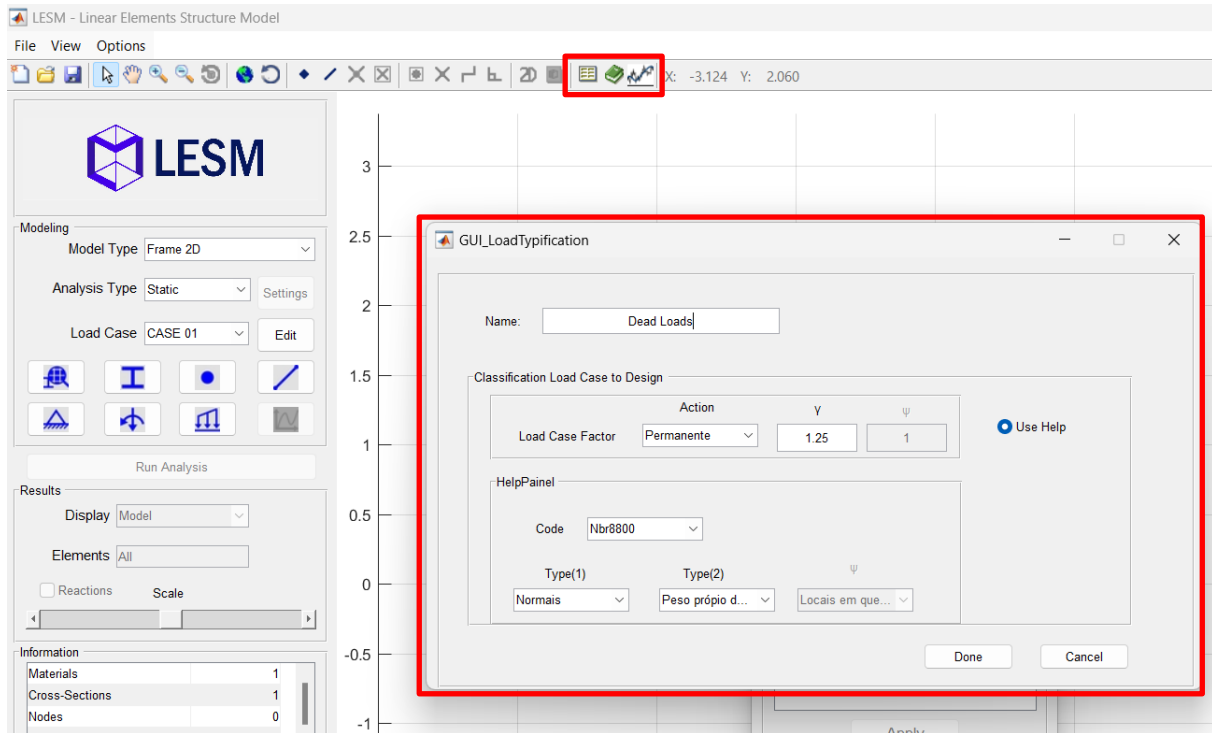 LESM - Linear Elements Structure Model
File View Options
2D
X: -3.124 Y: 2.060
LESM
Modeling
Model Type Frame 2D
Analysis Type Static Settings
Load Case CASE 01 Edit
Run Analysis
Results
Display Model
Elements All
Reactions Scale
Information
Materials 1
Cross-Sections 1
Nodes 0
3
2.5
2
1.5
1
0.5
0
-0.5
-1
GUI_LoadTypification
Name: Dead Loads
Classification Load Case to Design
Action γ ψ
Load Case Factor Permanente 1.25 1
Use Help
HelpPainel
Code Nbr8800
Type(1) Type(2) ψ
Normais Peso própio d... Locais em que...
Done Cancel
Apply